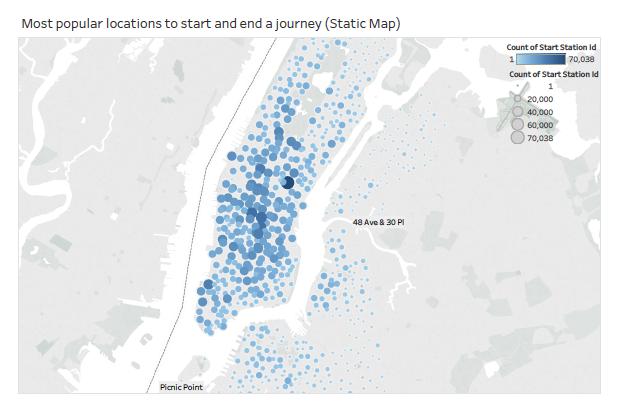 Most popular locations to start and end a journey (Static Map)
Count of Start Station Id
1 70,038
Count of Start Station Id
1
20,000
40,000
60,000
70,038
48 Ave & 30 Pl
Picnic Point